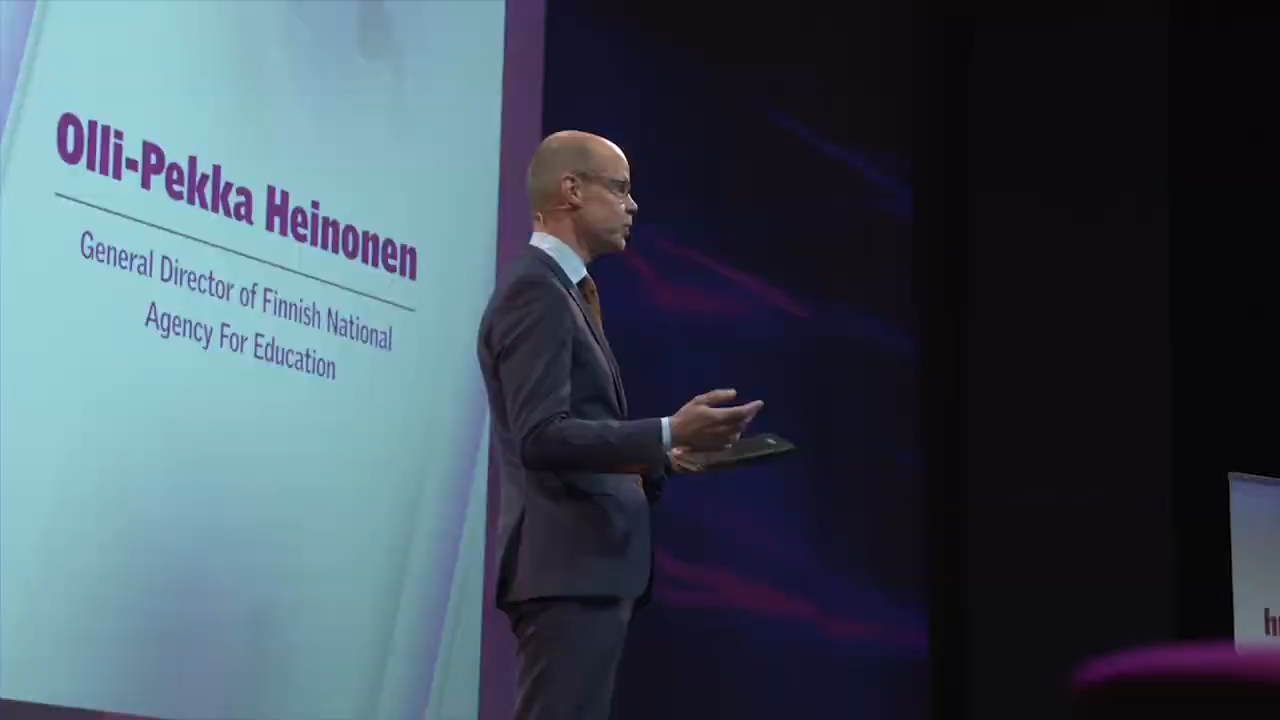 Olli-Pekka Heinonen
General Director of Finnish National
Agency For Education